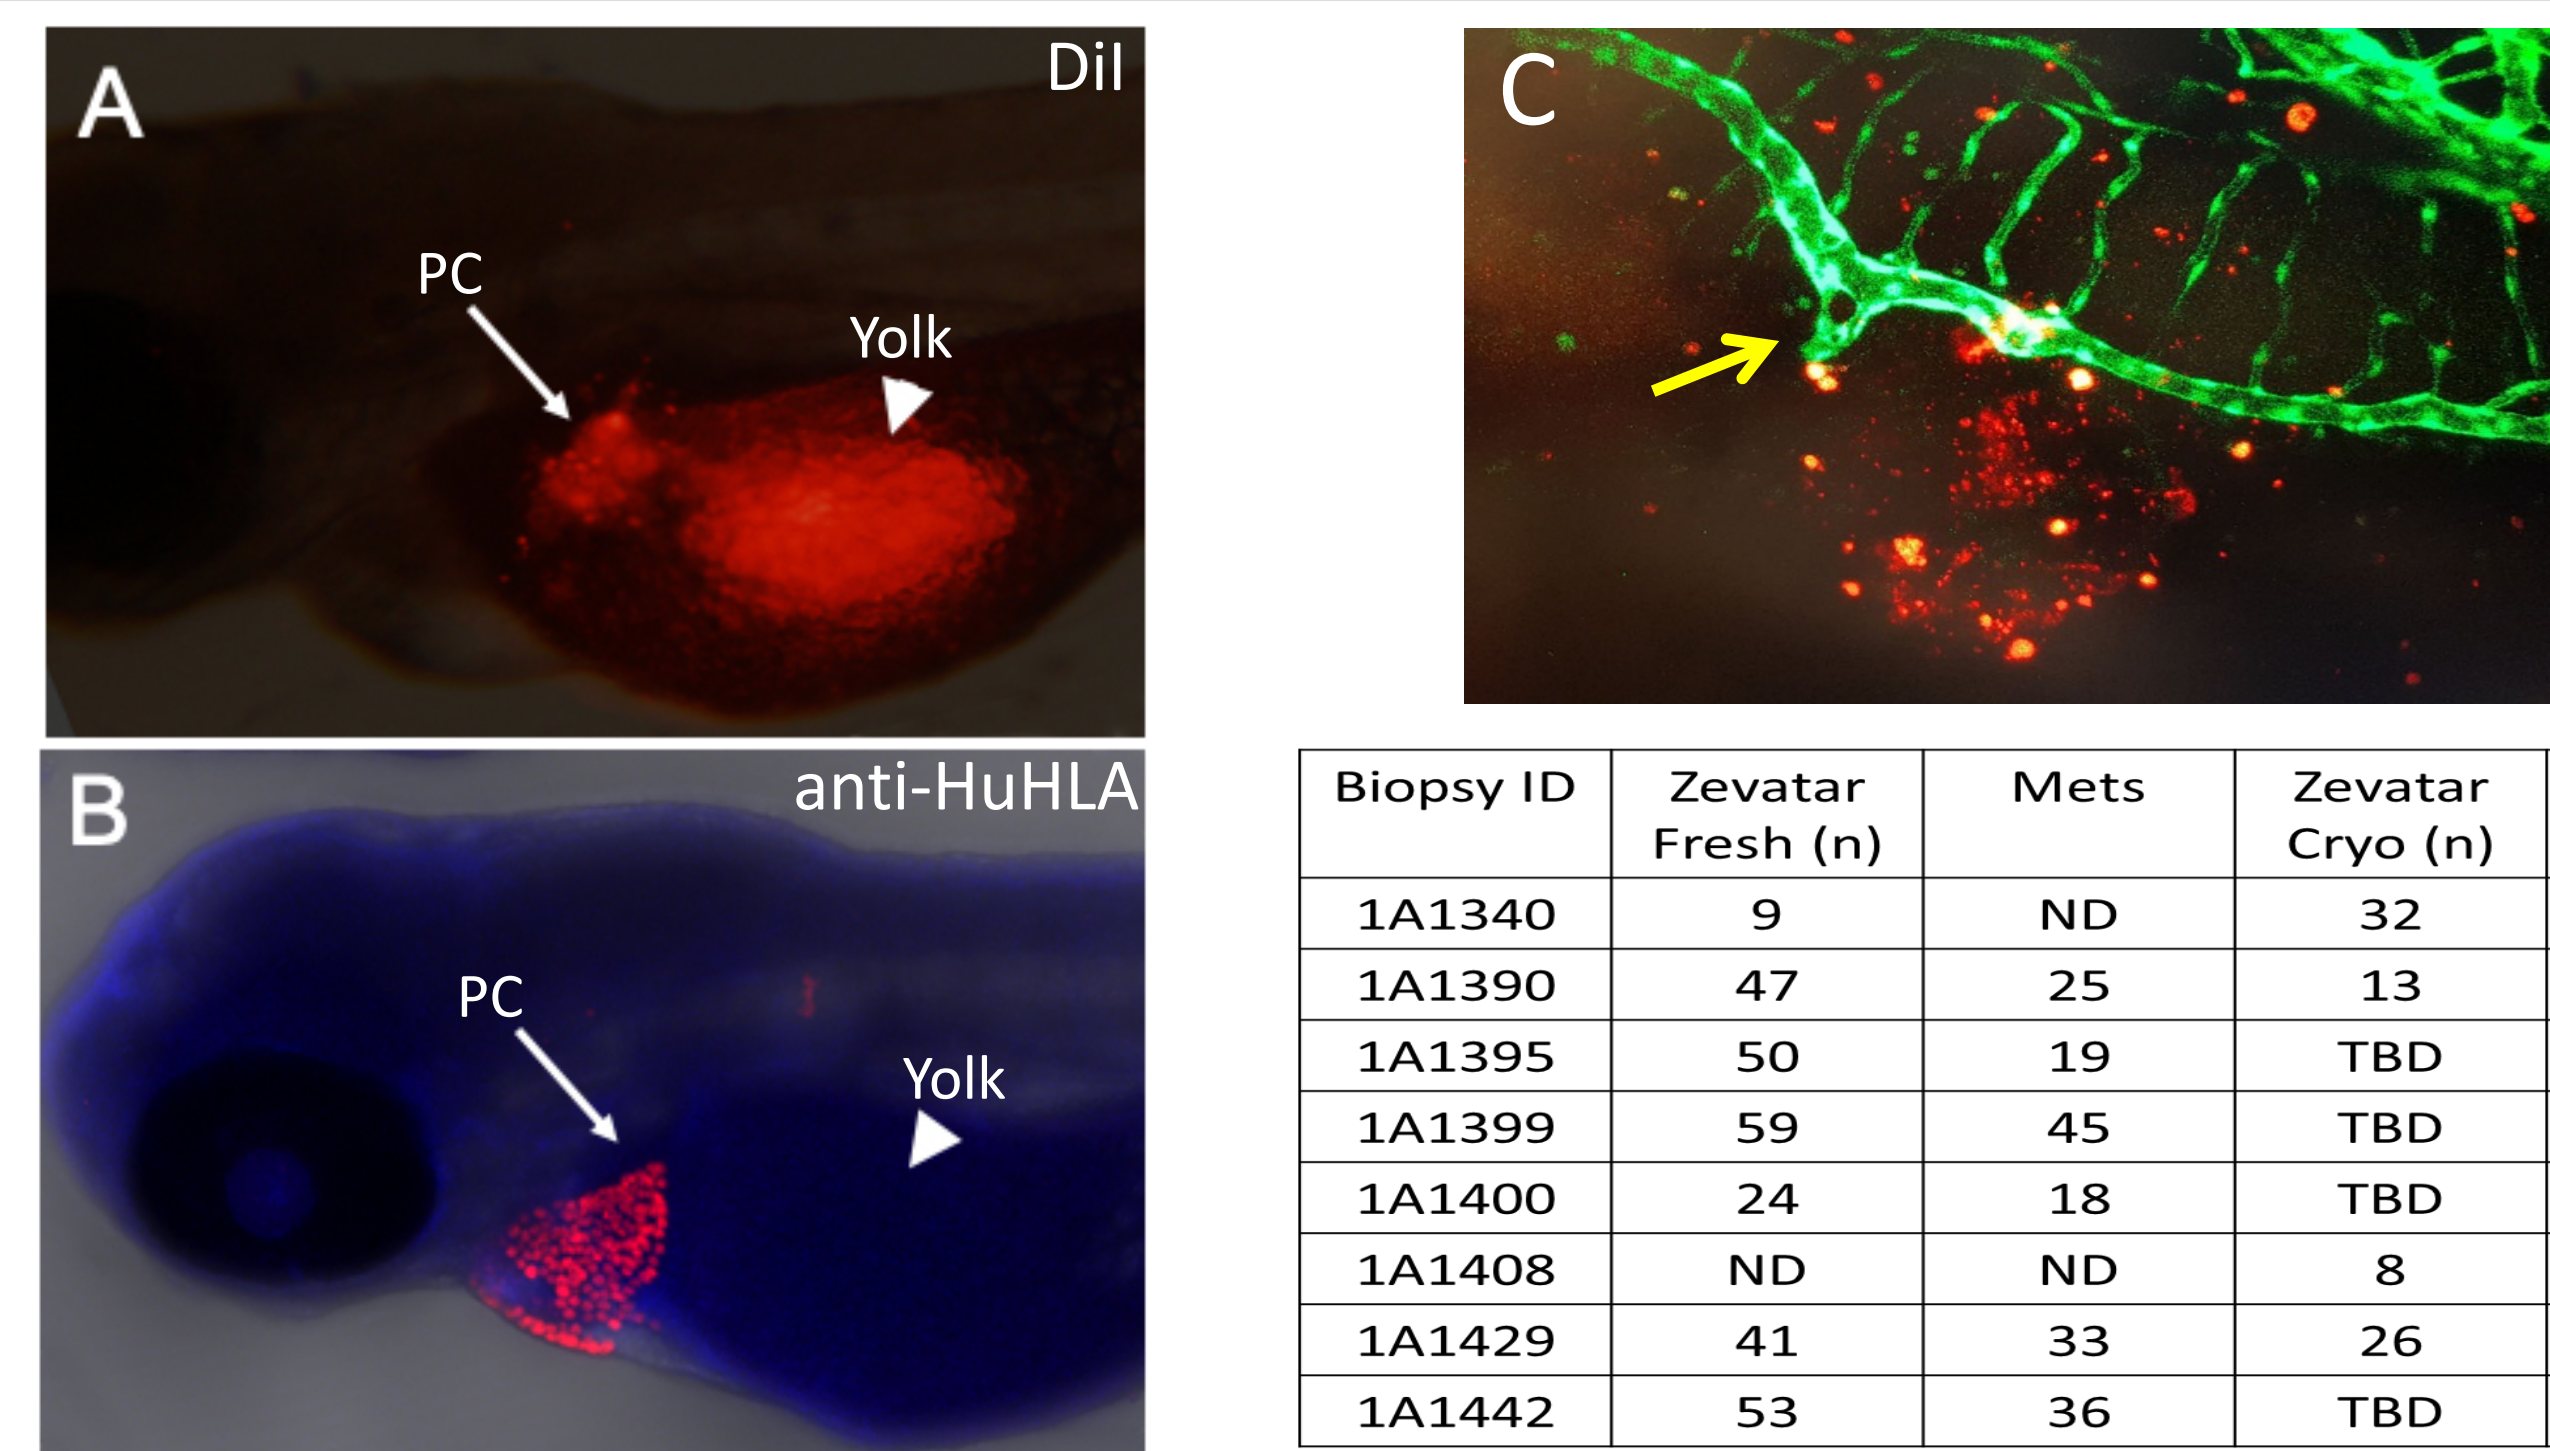 A
DiI
PC
Yolk
B
anti-HuHLA
PC
Yolk
C
Biopsy ID Zevatar Fresh (n) Mets Zevatar Cryo (n)
1A1340 9 ND 32
1A1390 47 25 13
1A1395 50 19 TBD
1A1399 59 45 TBD
1A1400 24 18 TBD
1A1408 ND ND 8
1A1429 41 33 26
1A1442 53 36 TBD